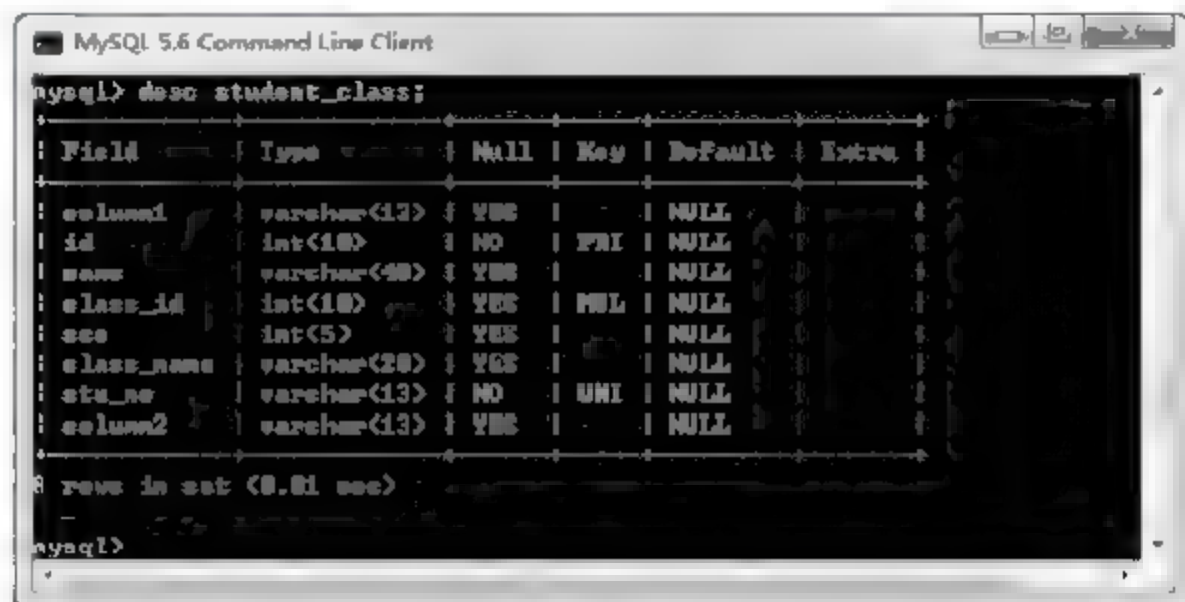 MySQL 5.6 Command Line Client
mysql> desc student_class;
| Field | Type | Null | Key | Default | Extra |
| column1 | varchar(13) | YES | | NULL | |
| id | int(10) | NO | PRI | NULL | |
| name | varchar(40) | YES | | NULL | |
| class_id | int(10) | YES | MUL | NULL | |
| int(5) | YES | | NULL | |
| class_name | varchar(20) | YES | | NULL | |
| stu_no | varchar(13) | NO | UNI | NULL | |
| column2 | varchar(13) | YES | | NULL | |
8 rows in set (0.01 sec)
mysql>